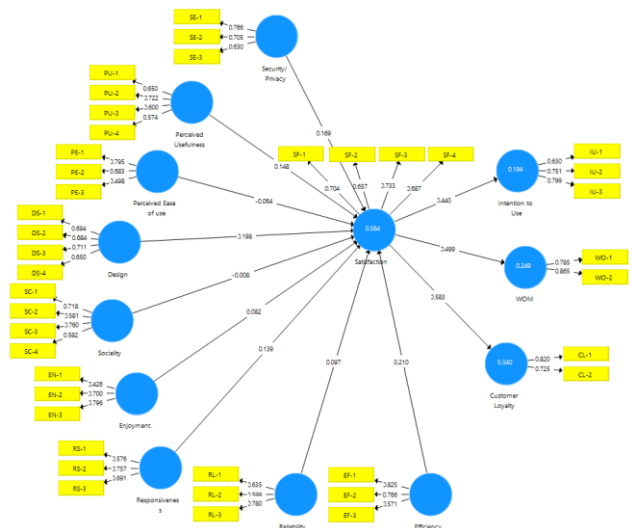 SE-1
SE-2
SE-3
0.766
0.705
0.630
Security/
Privacy
PU-1
PU-2
PU-3
PU-4
0.650
0.722
0.600
0.574
Perceived
Usefulness
PE-1
PE-2
PE-3
0.795
0.683
0.498
Perceived Ease
of use
DS-1
DS-2
DS-3
DS-4
0.694
0.684
0.711
0.650
Design
SC-1
SC-2
SC-3
SC-4
0.718
0.581
0.760
0.582
Sociality
EN-1
EN-2
EN-3
0.426
0.700
0.796
Enjoyment
RS-1
RS-2
RS-3
0.576
0.757
0.691
Responsivenes
s
RL-1
RL-2
RL-3
0.635
0.780
Reliability
EF-1
EF-2
EF-3
0.825
0.766
0.571
Efficiency
0.169
0.148
-0.064
0.198
-0.008
0.082
0.139
0.097
0.210
SF-1
SF-2
SF-3
SF-4
0.704
0.657
0.733
0.687
Satisfaction
0.440
0.499
0.583
0.194
Intention to
Use
IU-1
IU-2
IU-3
0.630
0.751
0.799
0.249
WOM
WO-1
WO-2
0.785
0.865
0.340
Customer
Loyalty
CL-1
CL-2
0.820
0.725